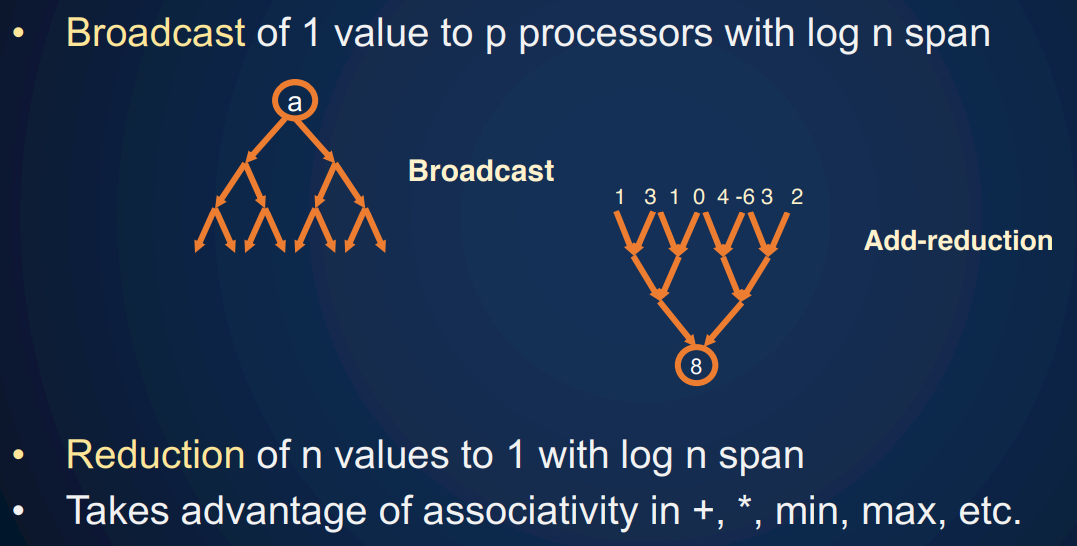 • Broadcast of 1 value to p processors with log n span
a
Broadcast
1 3 1 0 4 -6 3 2
Add-reduction
8
• Reduction of n values to 1 with log n span
• Takes advantage of associativity in +, *, min, max, etc.